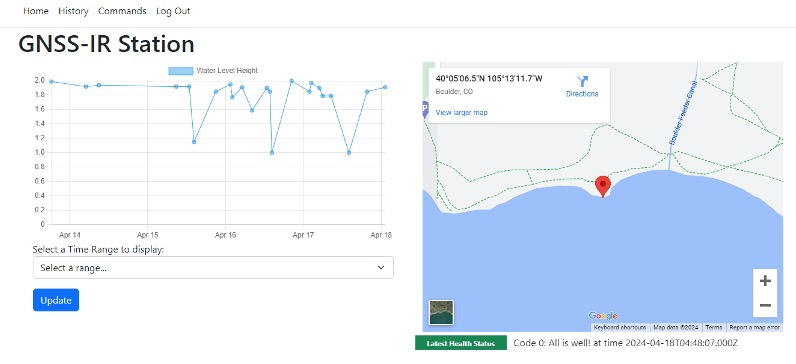 Home History Commands Log Out
GNSS-IR Station
Water Level Height
2.0
1.8
1.6
1.4
1.2
1.0
0.8
0.6
0.4
0.2
0
Apr 14 Apr 15 Apr 16 Apr 17 Apr 18
Select a Time Range to display:
Select a range...
Update
40°05'06.5"N 105°13'11.7"W
Boulder, CO
Directions
View larger map
P
Boulder Feeder Canal
Google
Keyboard shortcuts Map data ©2024 Terms Report a map error
Latest Health Status Code 0: All is well! at time 2024-04-18T04:48:07.000Z